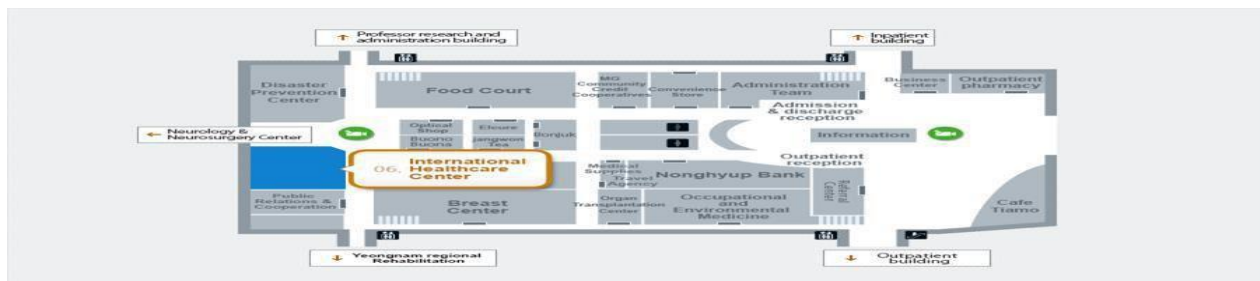 ↑ Professor research and
administration building
↑ Inpatient
building
Disaster
Prevention
Center
Food Court
MG
Community
Credit
Cooperatives
Convenience
Store
Administration
Team
Business
Center
Outpatient
pharmacy
Admission
& discharge
reception
← Neurology &
Neurosurgery Center
Optical
Shop
Elcure
Bonjuk
Buono
Buona
Jangwon
Tea
Information
06. International
Healthcare
Center
Outpatient
reception
Medical
Supplies
Travel
Agency
Nonghyup Bank
Referral
Center
Public
Relations &
Cooperation
Breast
Center
Organ
Transplantation
Center
Occupational
and
Environmental
Medicine
Cafe
Tiamo
↓ Yeongnam regional
Rehabilitation
↓ Outpatient
building